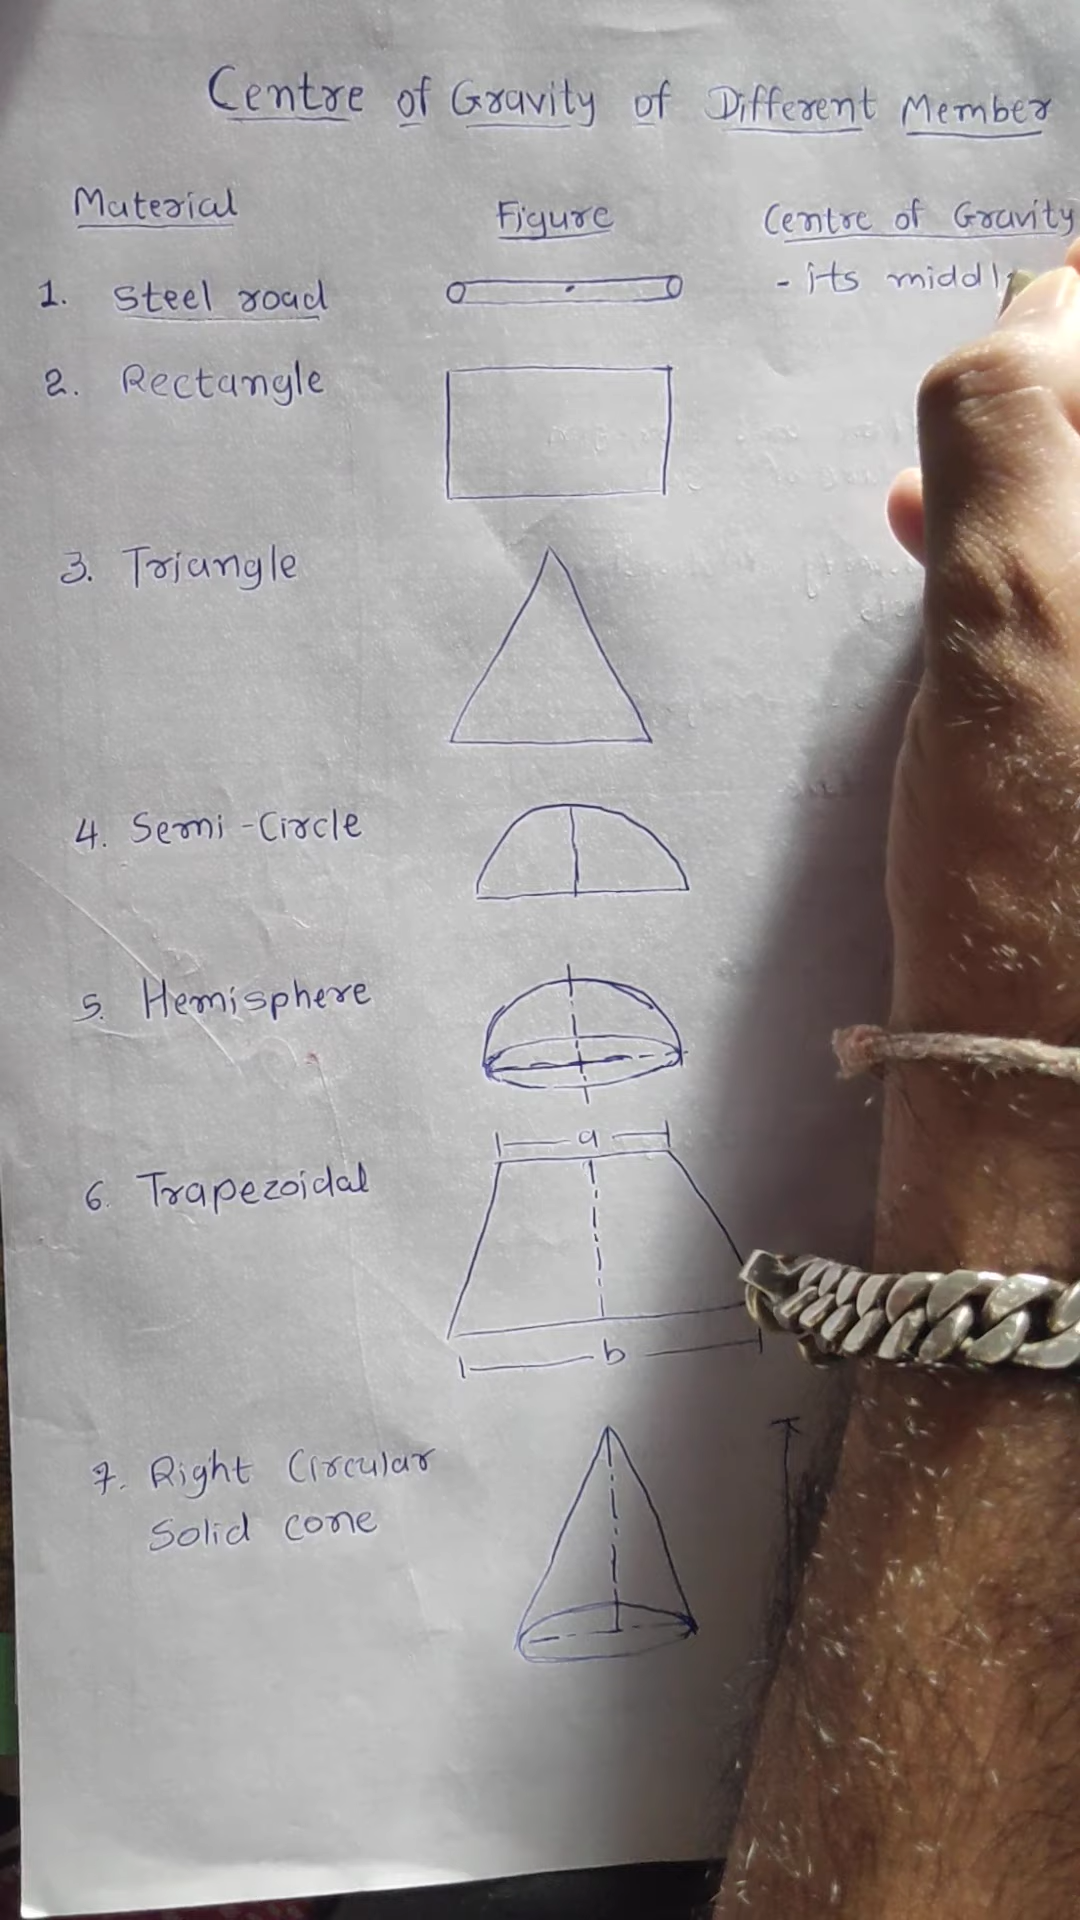 Centre of Gravity of Different Member
Material Figure Centre of Gravity
1. Steel road - its middl
2. Rectangle
3. Triangle
4. Semi-Circle
5. Hemisphere
a
6. Trapezoidal
b
7. Right Circular
Solid cone